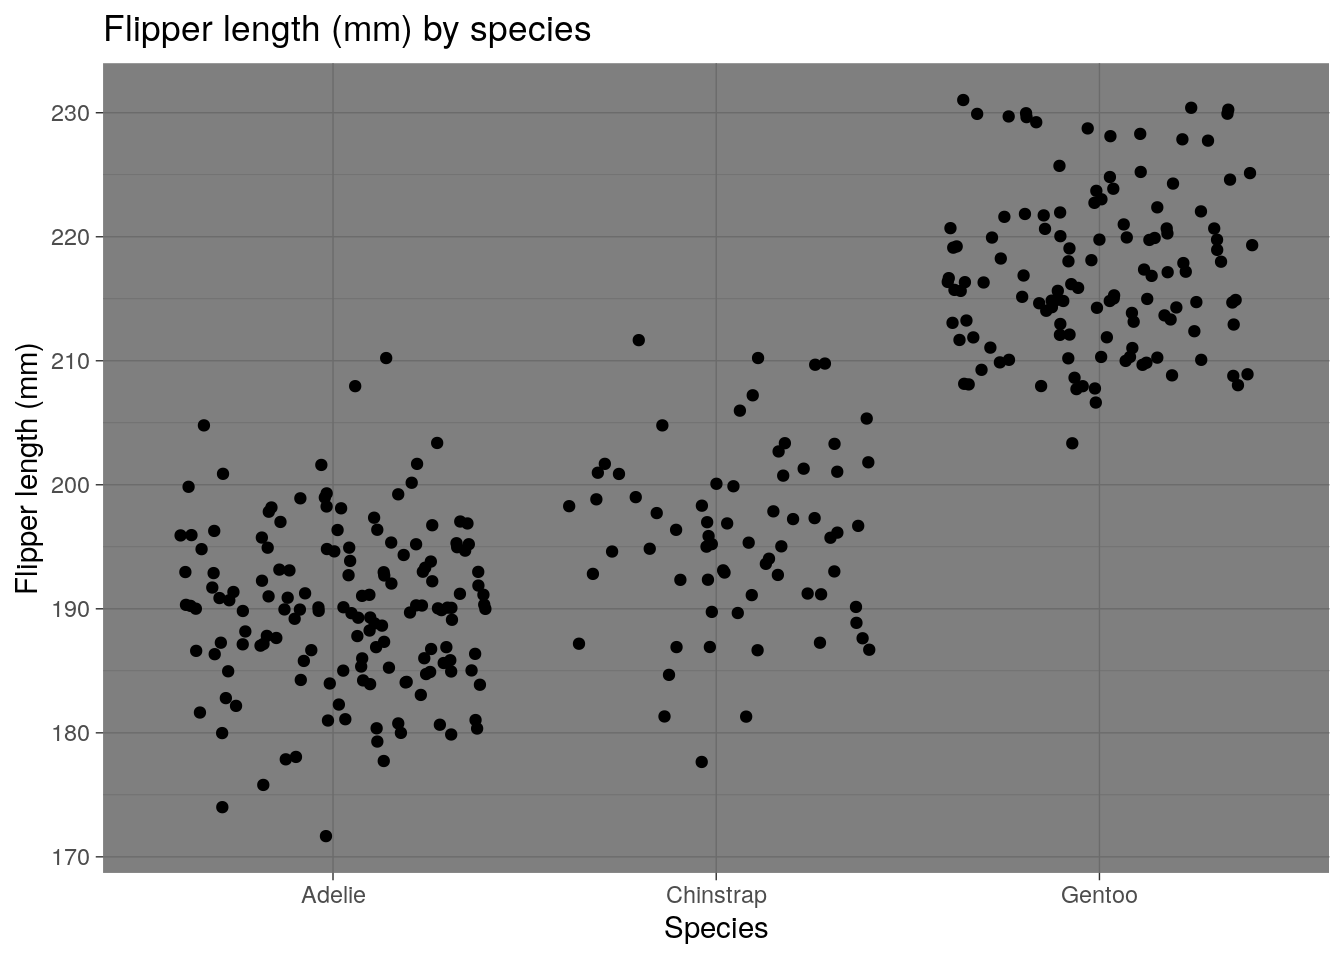 Flipper length (mm) by species
Flipper length (mm)
230
220
210
200
190
180
170
Adelie Chinstrap Gentoo
Species